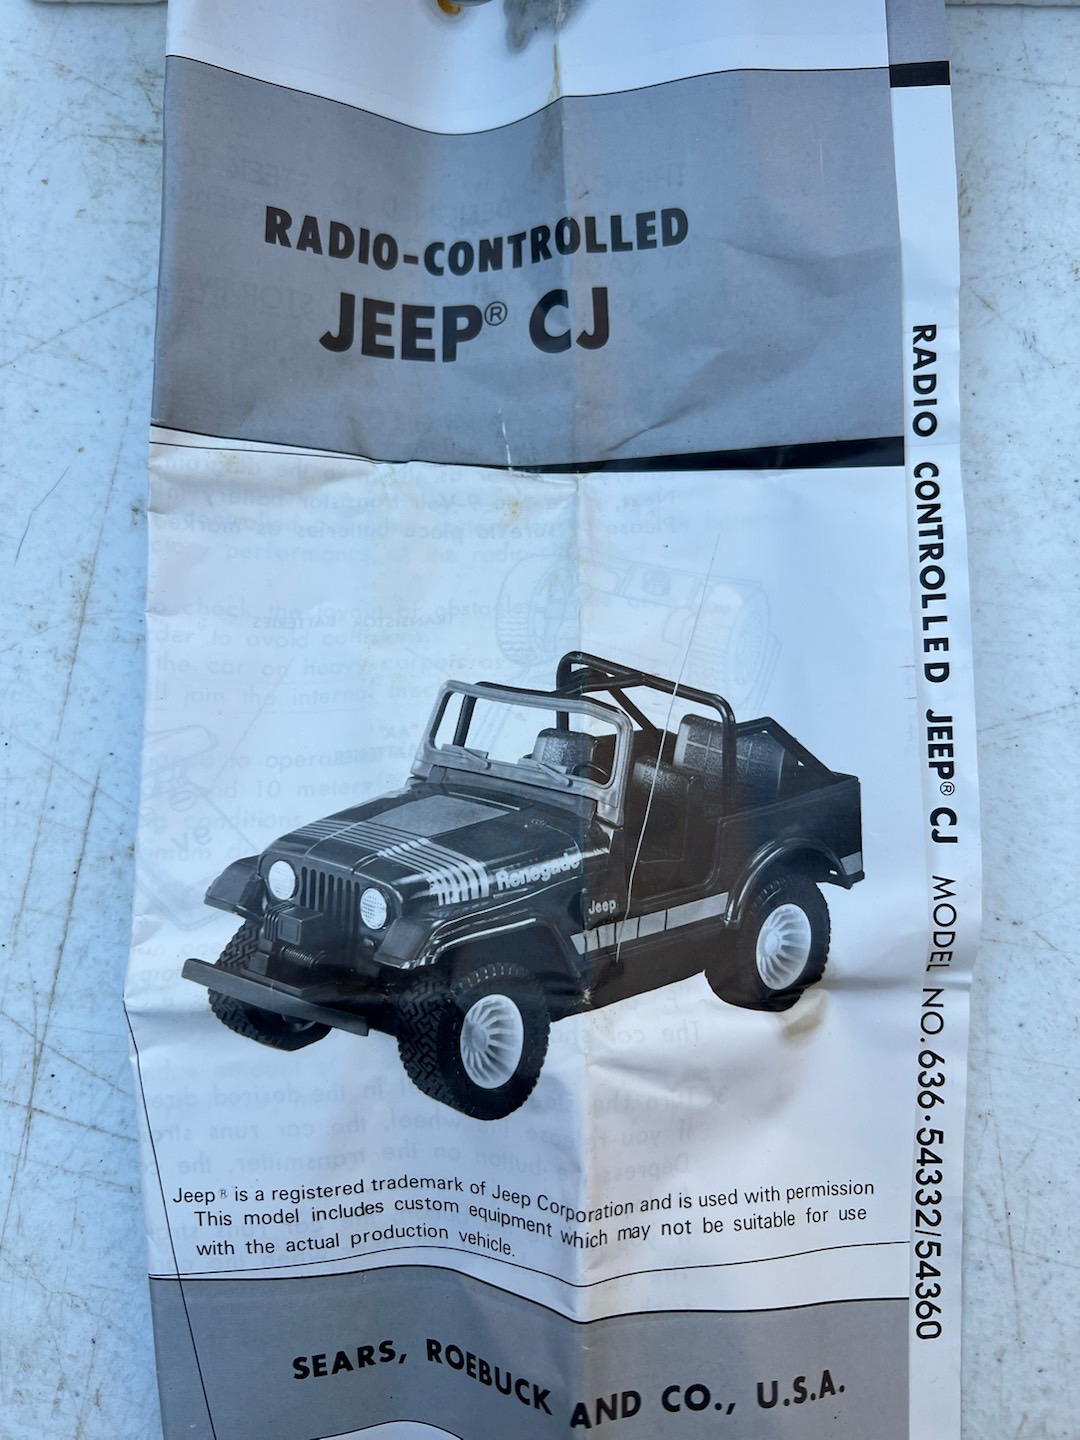 RADIO-CONTROLLED
JEEP® CJ
Renegade
Jeep
Jeep® is a registered trademark of Jeep Corporation and is used with permission
This model includes custom equipment which may not be suitable for use
with the actual production vehicle.
SEARS, ROEBUCK AND CO., U.S.A.
RADIO CONTROLLED JEEP® CJ MODEL NO. 636·54332/54360